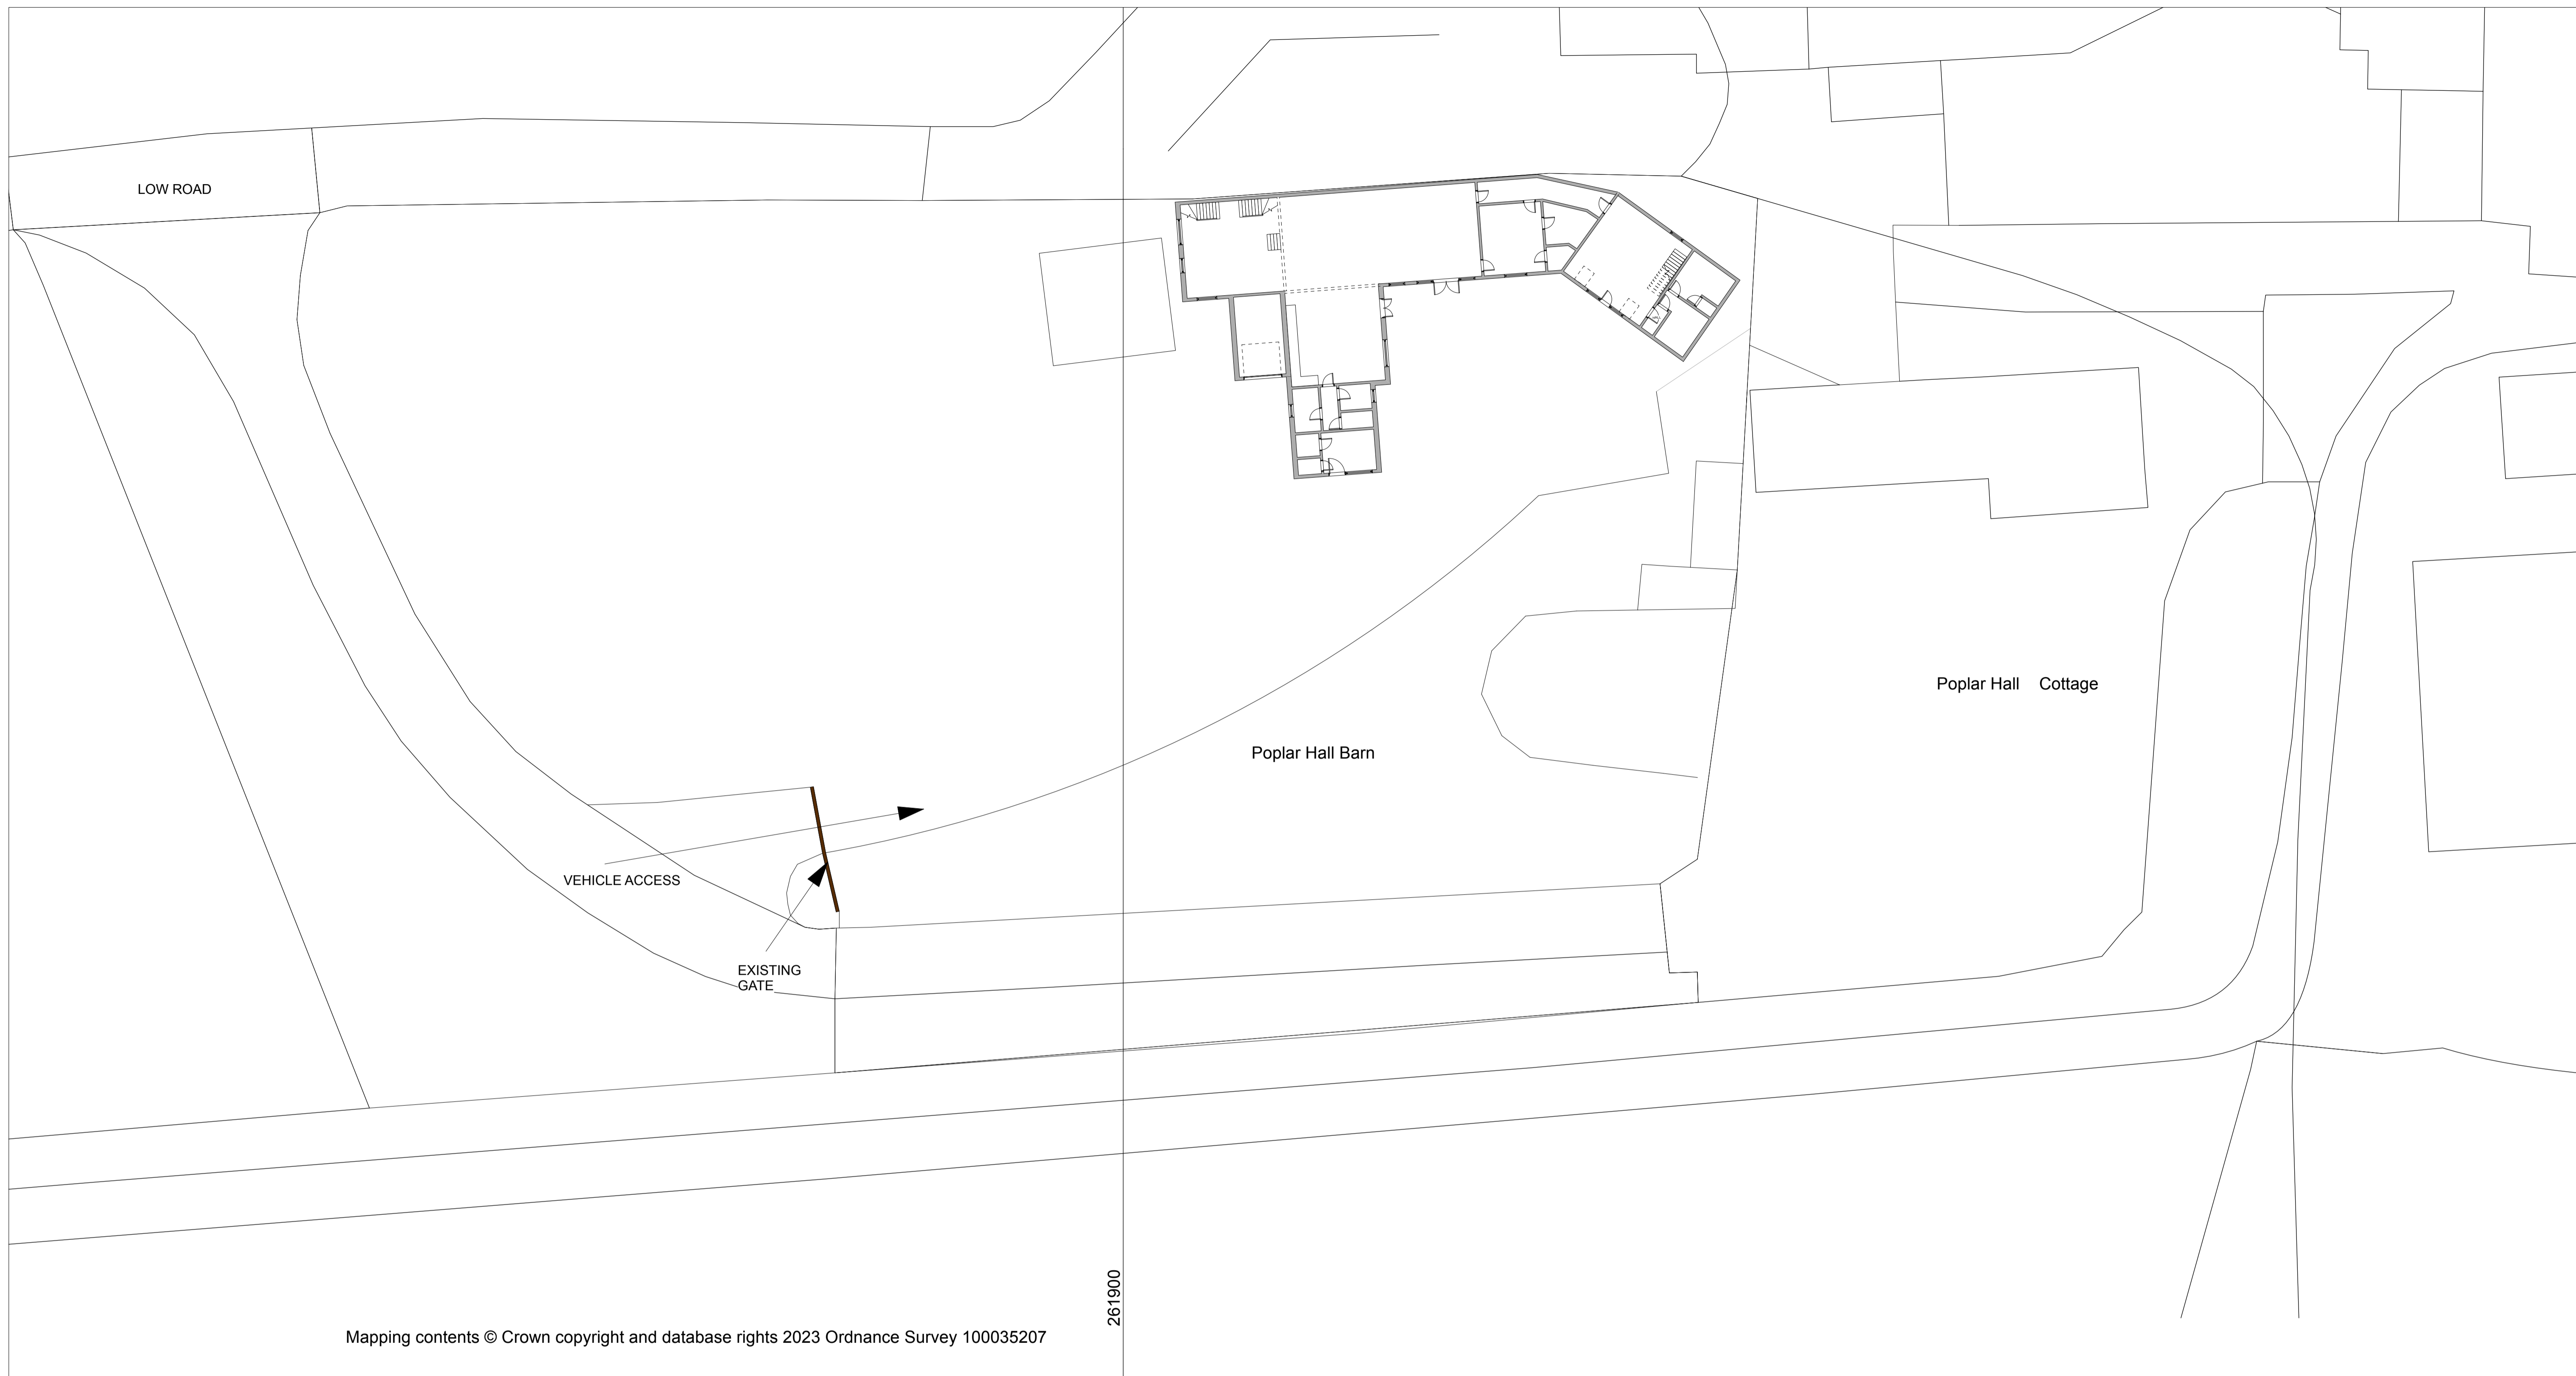 LOW ROAD
Poplar Hall Cottage
Poplar Hall Barn
VEHICLE ACCESS
EXISTING
GATE
261900
Mapping contents © Crown copyright and database rights 2023 Ordnance Survey 100035207